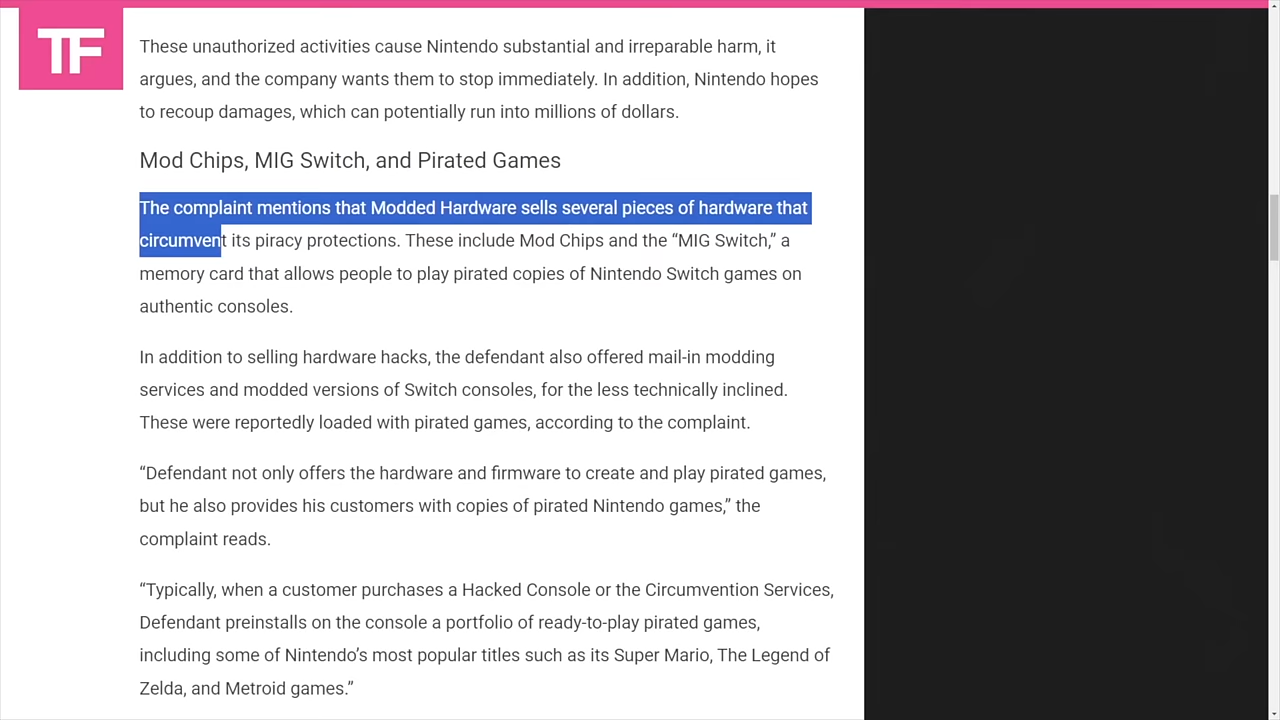 TF
These unauthorized activities cause Nintendo substantial and irreparable harm, it
argues, and the company wants them to stop immediately. In addition, Nintendo hopes
to recoup damages, which can potentially run into millions of dollars.
Mod Chips, MIG Switch, and Pirated Games
The complaint mentions that Modded Hardware sells several pieces of hardware that
circumvent its piracy protections. These include Mod Chips and the “MIG Switch,” a
memory card that allows people to play pirated copies of Nintendo Switch games on
authentic consoles.
In addition to selling hardware hacks, the defendant also offered mail-in modding
services and modded versions of Switch consoles, for the less technically inclined.
These were reportedly loaded with pirated games, according to the complaint.
“Defendant not only offers the hardware and firmware to create and play pirated games,
but he also provides his customers with copies of pirated Nintendo games,” the
complaint reads.
“Typically, when a customer purchases a Hacked Console or the Circumvention Services,
Defendant preinstalls on the console a portfolio of ready-to-play pirated games,
including some of Nintendo’s most popular titles such as its Super Mario, The Legend of
Zelda, and Metroid games.”